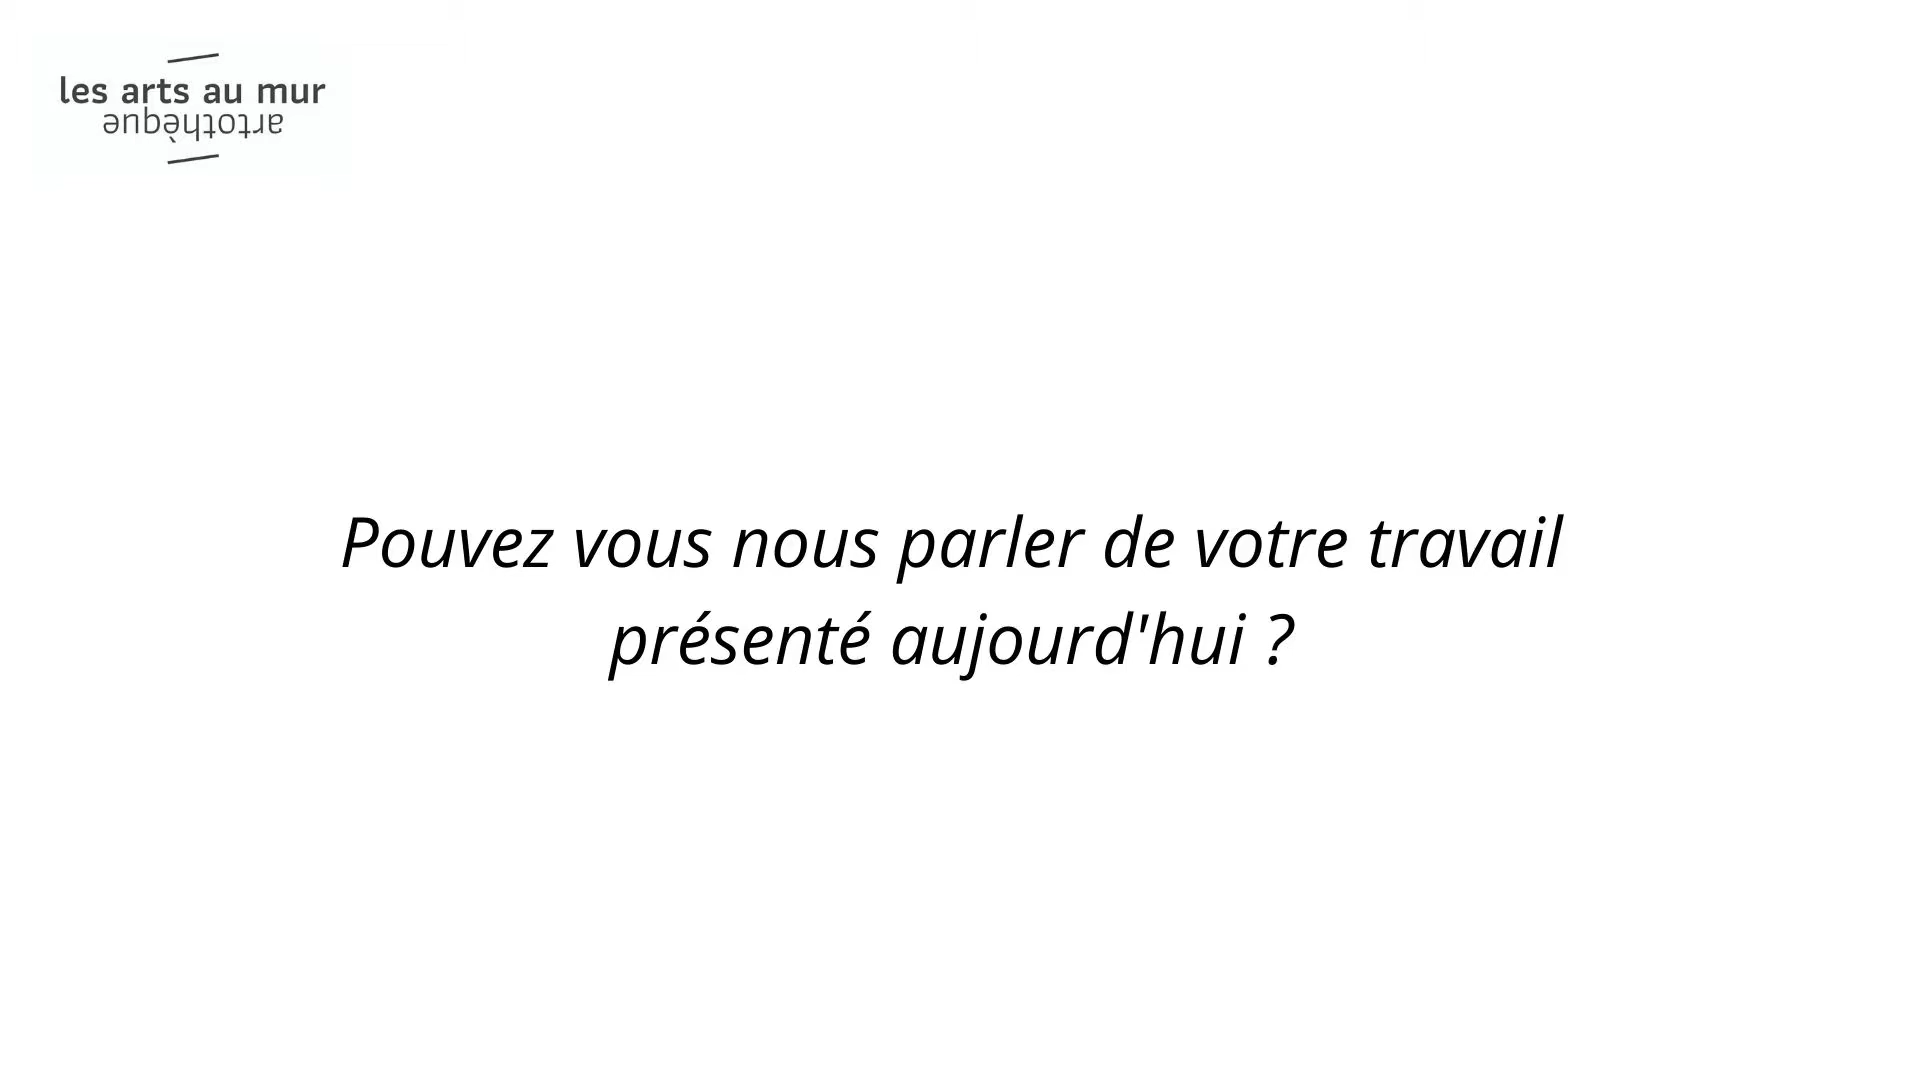 les arts au mur
artothèque
Pouvez vous nous parler de votre travail
présenté aujourd'hui ?